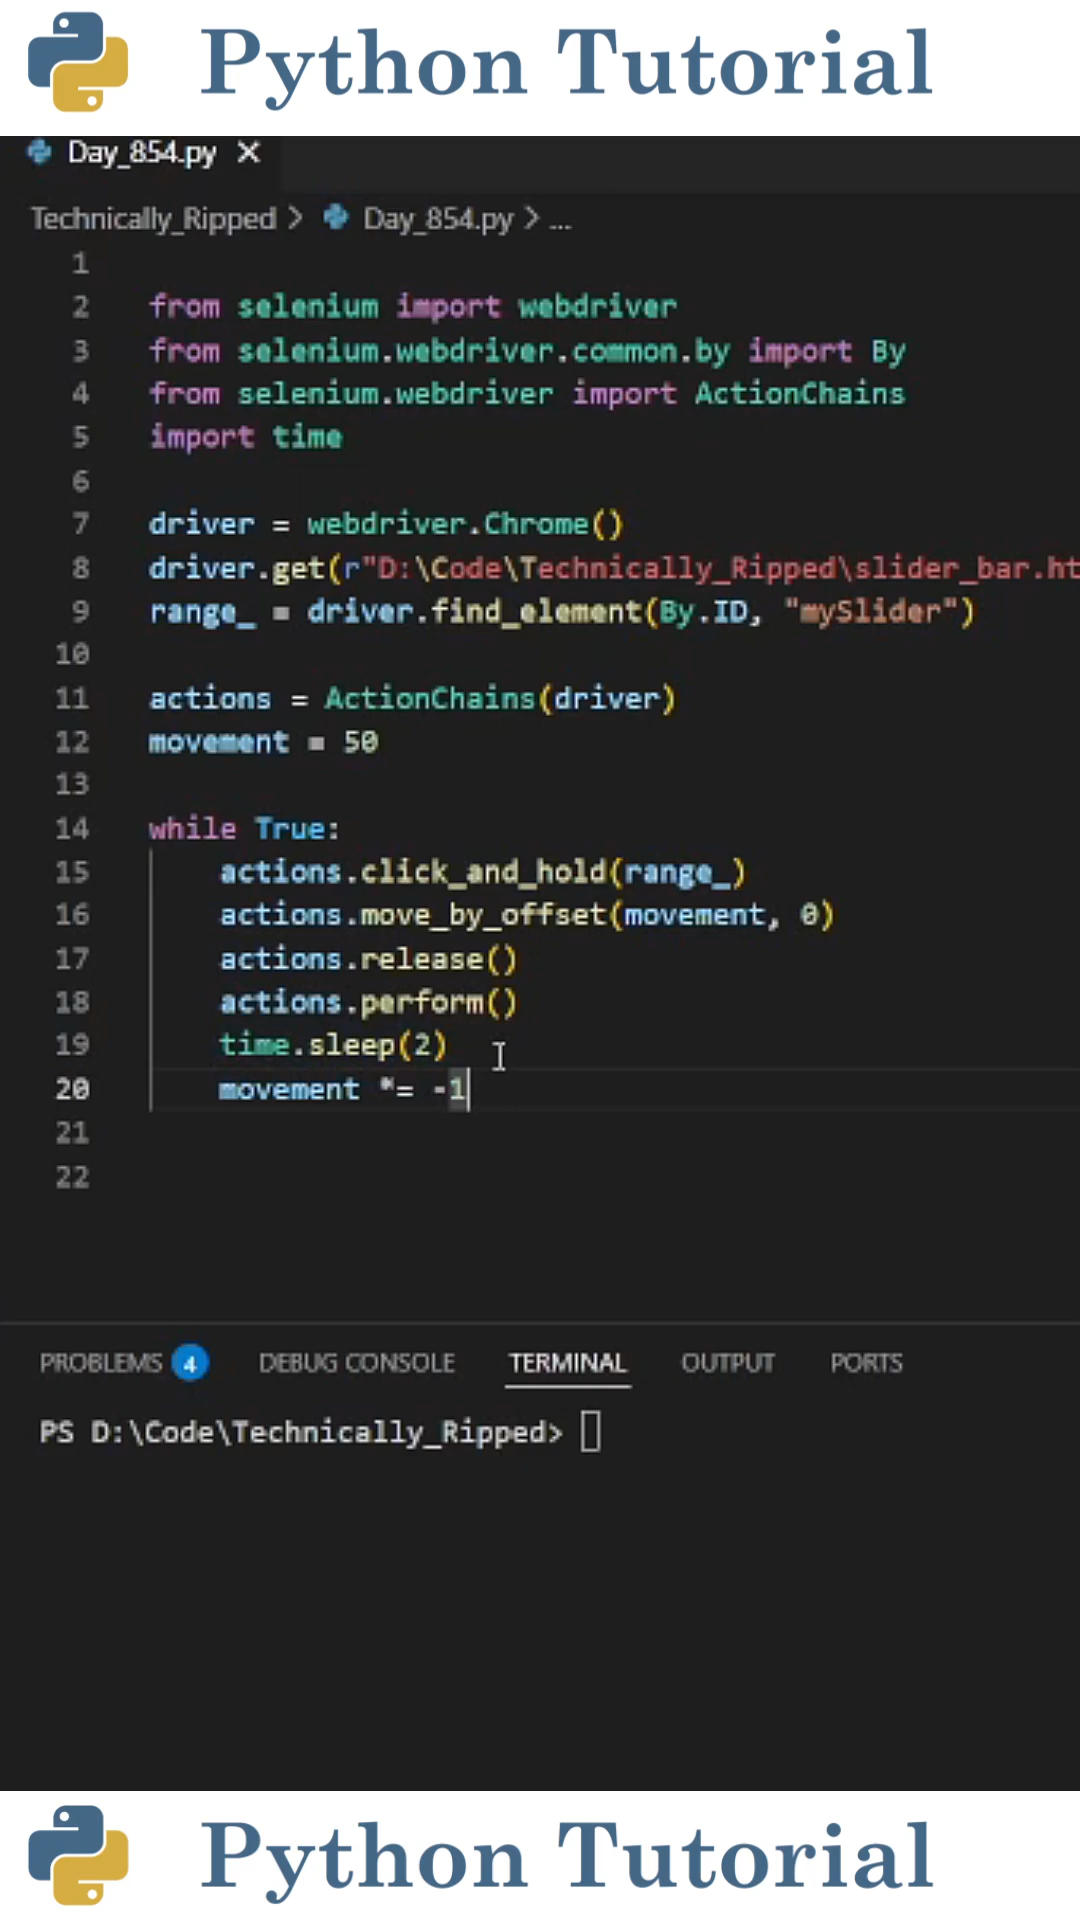 Python Tutorial
Day_854.py ×
Technically_Ripped > Day_854.py > ...
1
2 from selenium import webdriver
3 from selenium.webdriver.common.by import By
4 from selenium.webdriver import ActionChains
5 import time
6
7 driver = webdriver.Chrome()
8 driver.get(r"D:\Code\Technically_Ripped\slider_bar.ht
9 range_ = driver.find_element(By.ID, "mySlider")
10
11 actions = ActionChains(driver)
12 movement = 50
13
14 while True:
15     actions.click_and_hold(range_)
16     actions.move_by_offset(movement, 0)
17     actions.release()
18     actions.perform()
19     time.sleep(2)
20     movement *= -1
21
22
PROBLEMS 4 DEBUG CONSOLE TERMINAL OUTPUT PORTS
PS D:\Code\Technically_Ripped>
Python Tutorial